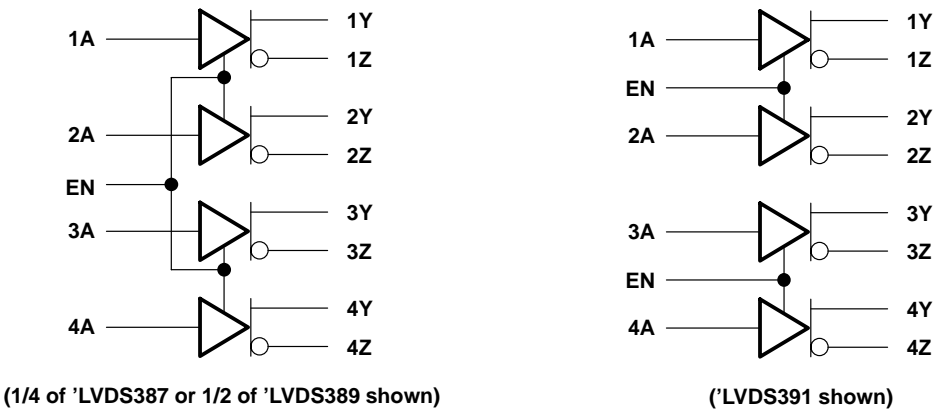 1A
1Y
1Z
2A
2Y
2Z
EN
3A
3Y
3Z
4A
4Y
4Z
(1/4 of ’LVDS387 or 1/2 of ’LVDS389 shown)
1A
1Y
1Z
EN
2A
2Y
2Z
3A
3Y
3Z
EN
4A
4Y
4Z
(’LVDS391 shown)